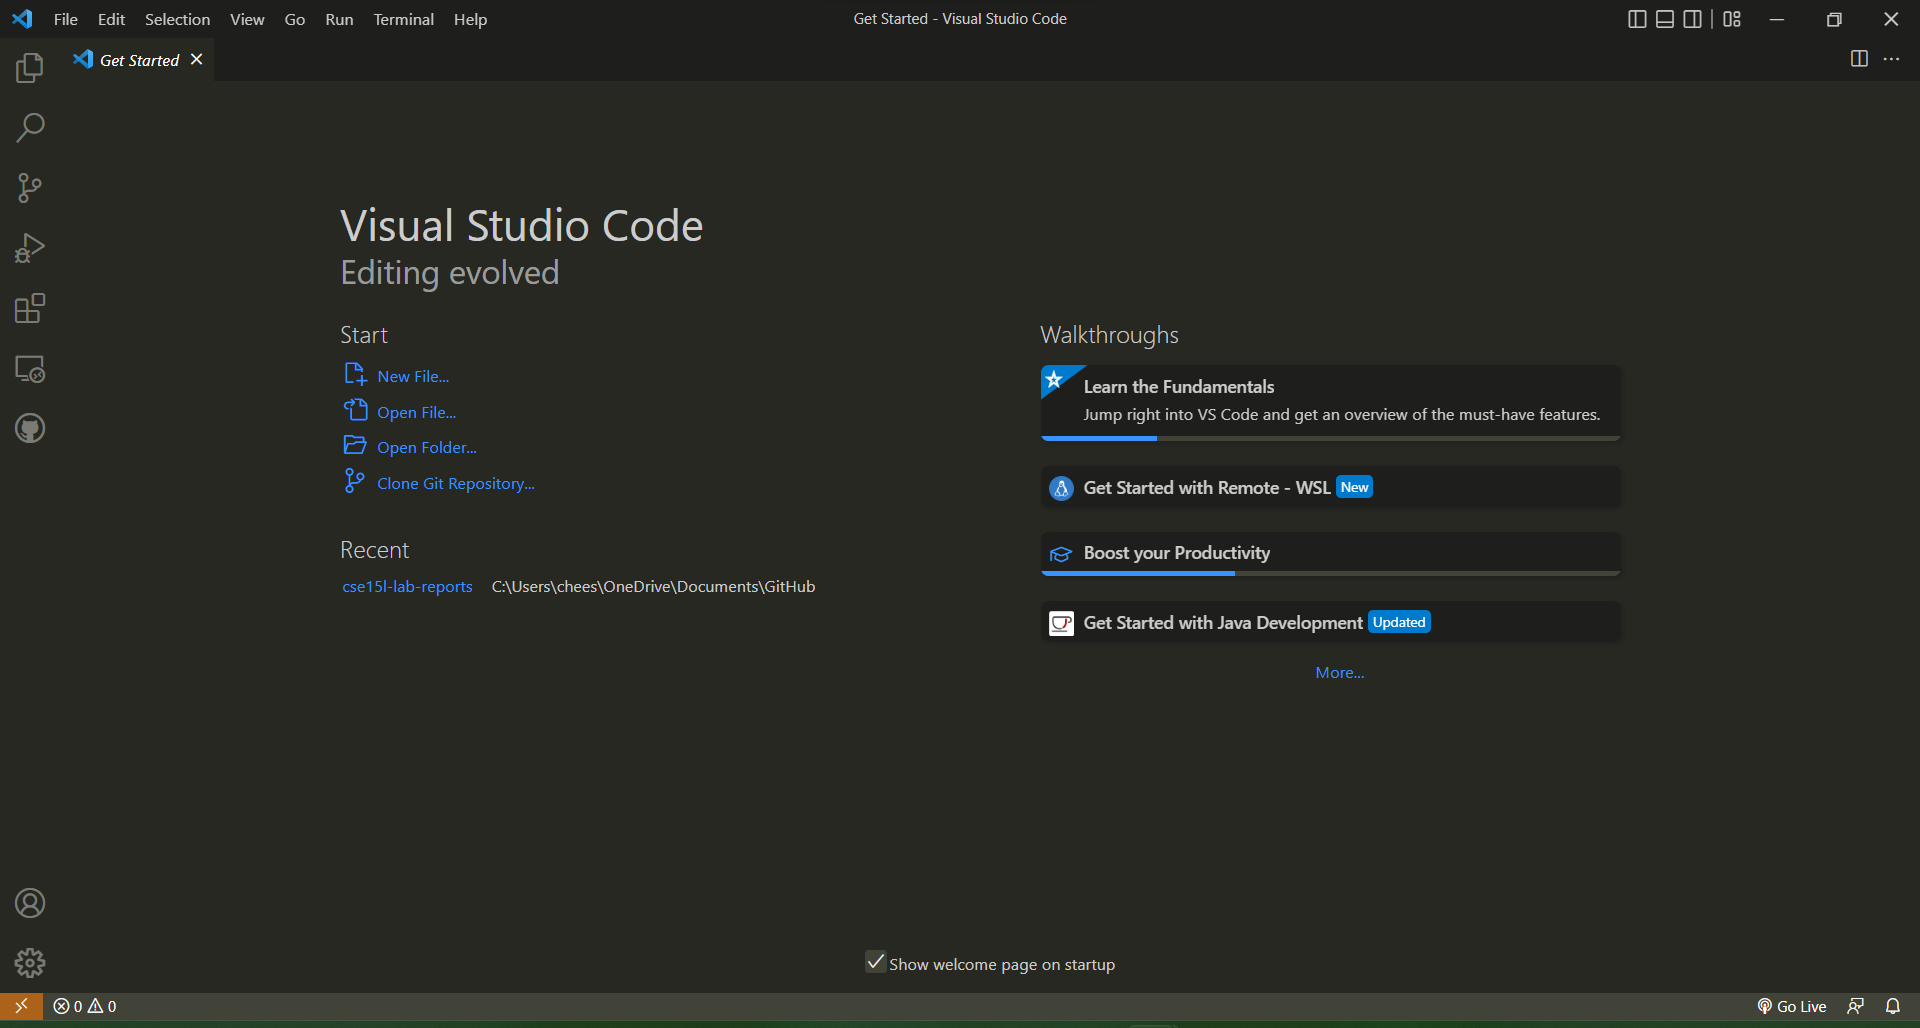 File Edit Selection View Go Run Terminal Help
Get Started - Visual Studio Code
Get Started
Visual Studio Code
Editing evolved
Start
New File...
Open File...
Open Folder...
Clone Git Repository...
Recent
cse15l-lab-reports C:\Users\chees\OneDrive\Documents\GitHub
Walkthroughs
Learn the Fundamentals
Jump right into VS Code and get an overview of the must-have features.
Get Started with Remote - WSL New
Boost your Productivity
Get Started with Java Development Updated
More...
Show welcome page on startup
0 0
Go Live